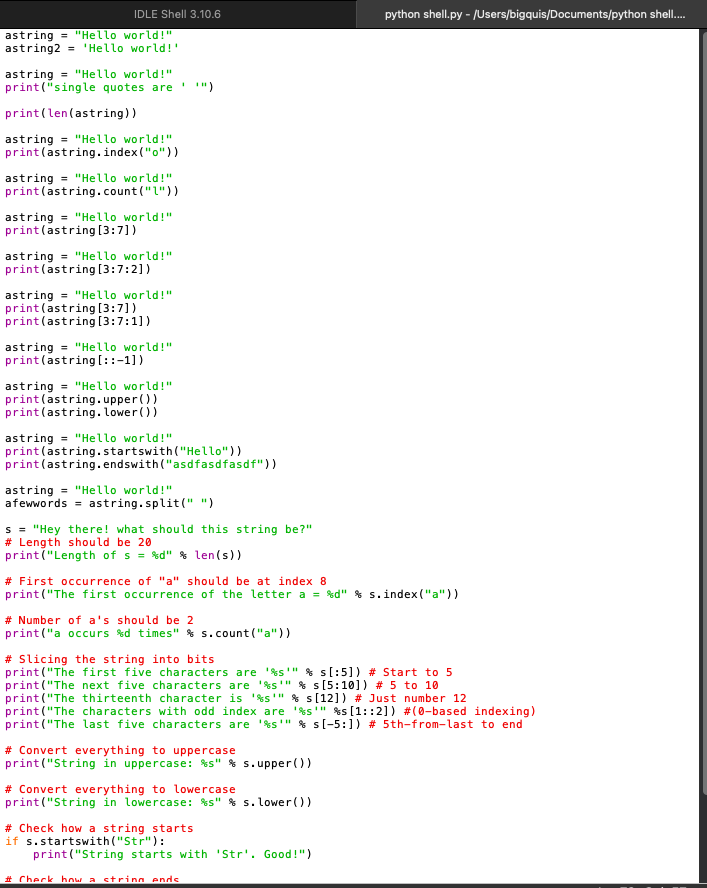 IDLE Shell 3.10.6
python shell.py - /Users/bigquis/Documents/python shell....
astring = "Hello world!"
astring2 = 'Hello world!'
astring = "Hello world!"
print("single quotes are ' '")
print(len(astring))
astring = "Hello world!"
print(astring.index("o"))
astring = "Hello world!"
print(astring.count("l"))
astring = "Hello world!"
print(astring[3:7])
astring = "Hello world!"
print(astring[3:7:2])
astring = "Hello world!"
print(astring[3:7])
print(astring[3:7:1])
astring = "Hello world!"
print(astring[::-1])
astring = "Hello world!"
print(astring.upper())
print(astring.lower())
astring = "Hello world!"
print(astring.startswith("Hello"))
print(astring.endswith("asdfasdfasdf"))
astring = "Hello world!"
afewwords = astring.split(" ")
s = "Hey there! what should this string be?"
# Length should be 20
print("Length of s = %d" % len(s))
# First occurrence of "a" should be at index 8
print("The first occurrence of the letter a = %d" % s.index("a"))
# Number of a's should be 2
print("a occurs %d times" % s.count("a"))
# Slicing the string into bits
print("The first five characters are '%s'" % s[:5]) # Start to 5
print("The next five characters are '%s'" % s[5:10]) # 5 to 10
print("The thirteenth character is '%s'" % s[12]) # Just number 12
print("The characters with odd index are '%s'" %s[1::2]) #(0-based indexing)
print("The last five characters are '%s'" % s[-5:]) # 5th-from-last to end
# Convert everything to uppercase
print("String in uppercase: %s" % s.upper())
# Convert everything to lowercase
print("String in lowercase: %s" % s.lower())
# Check how a string starts
if s.startswith("Str"):
    print("String starts with 'Str'. Good!")
# Check how a string ends